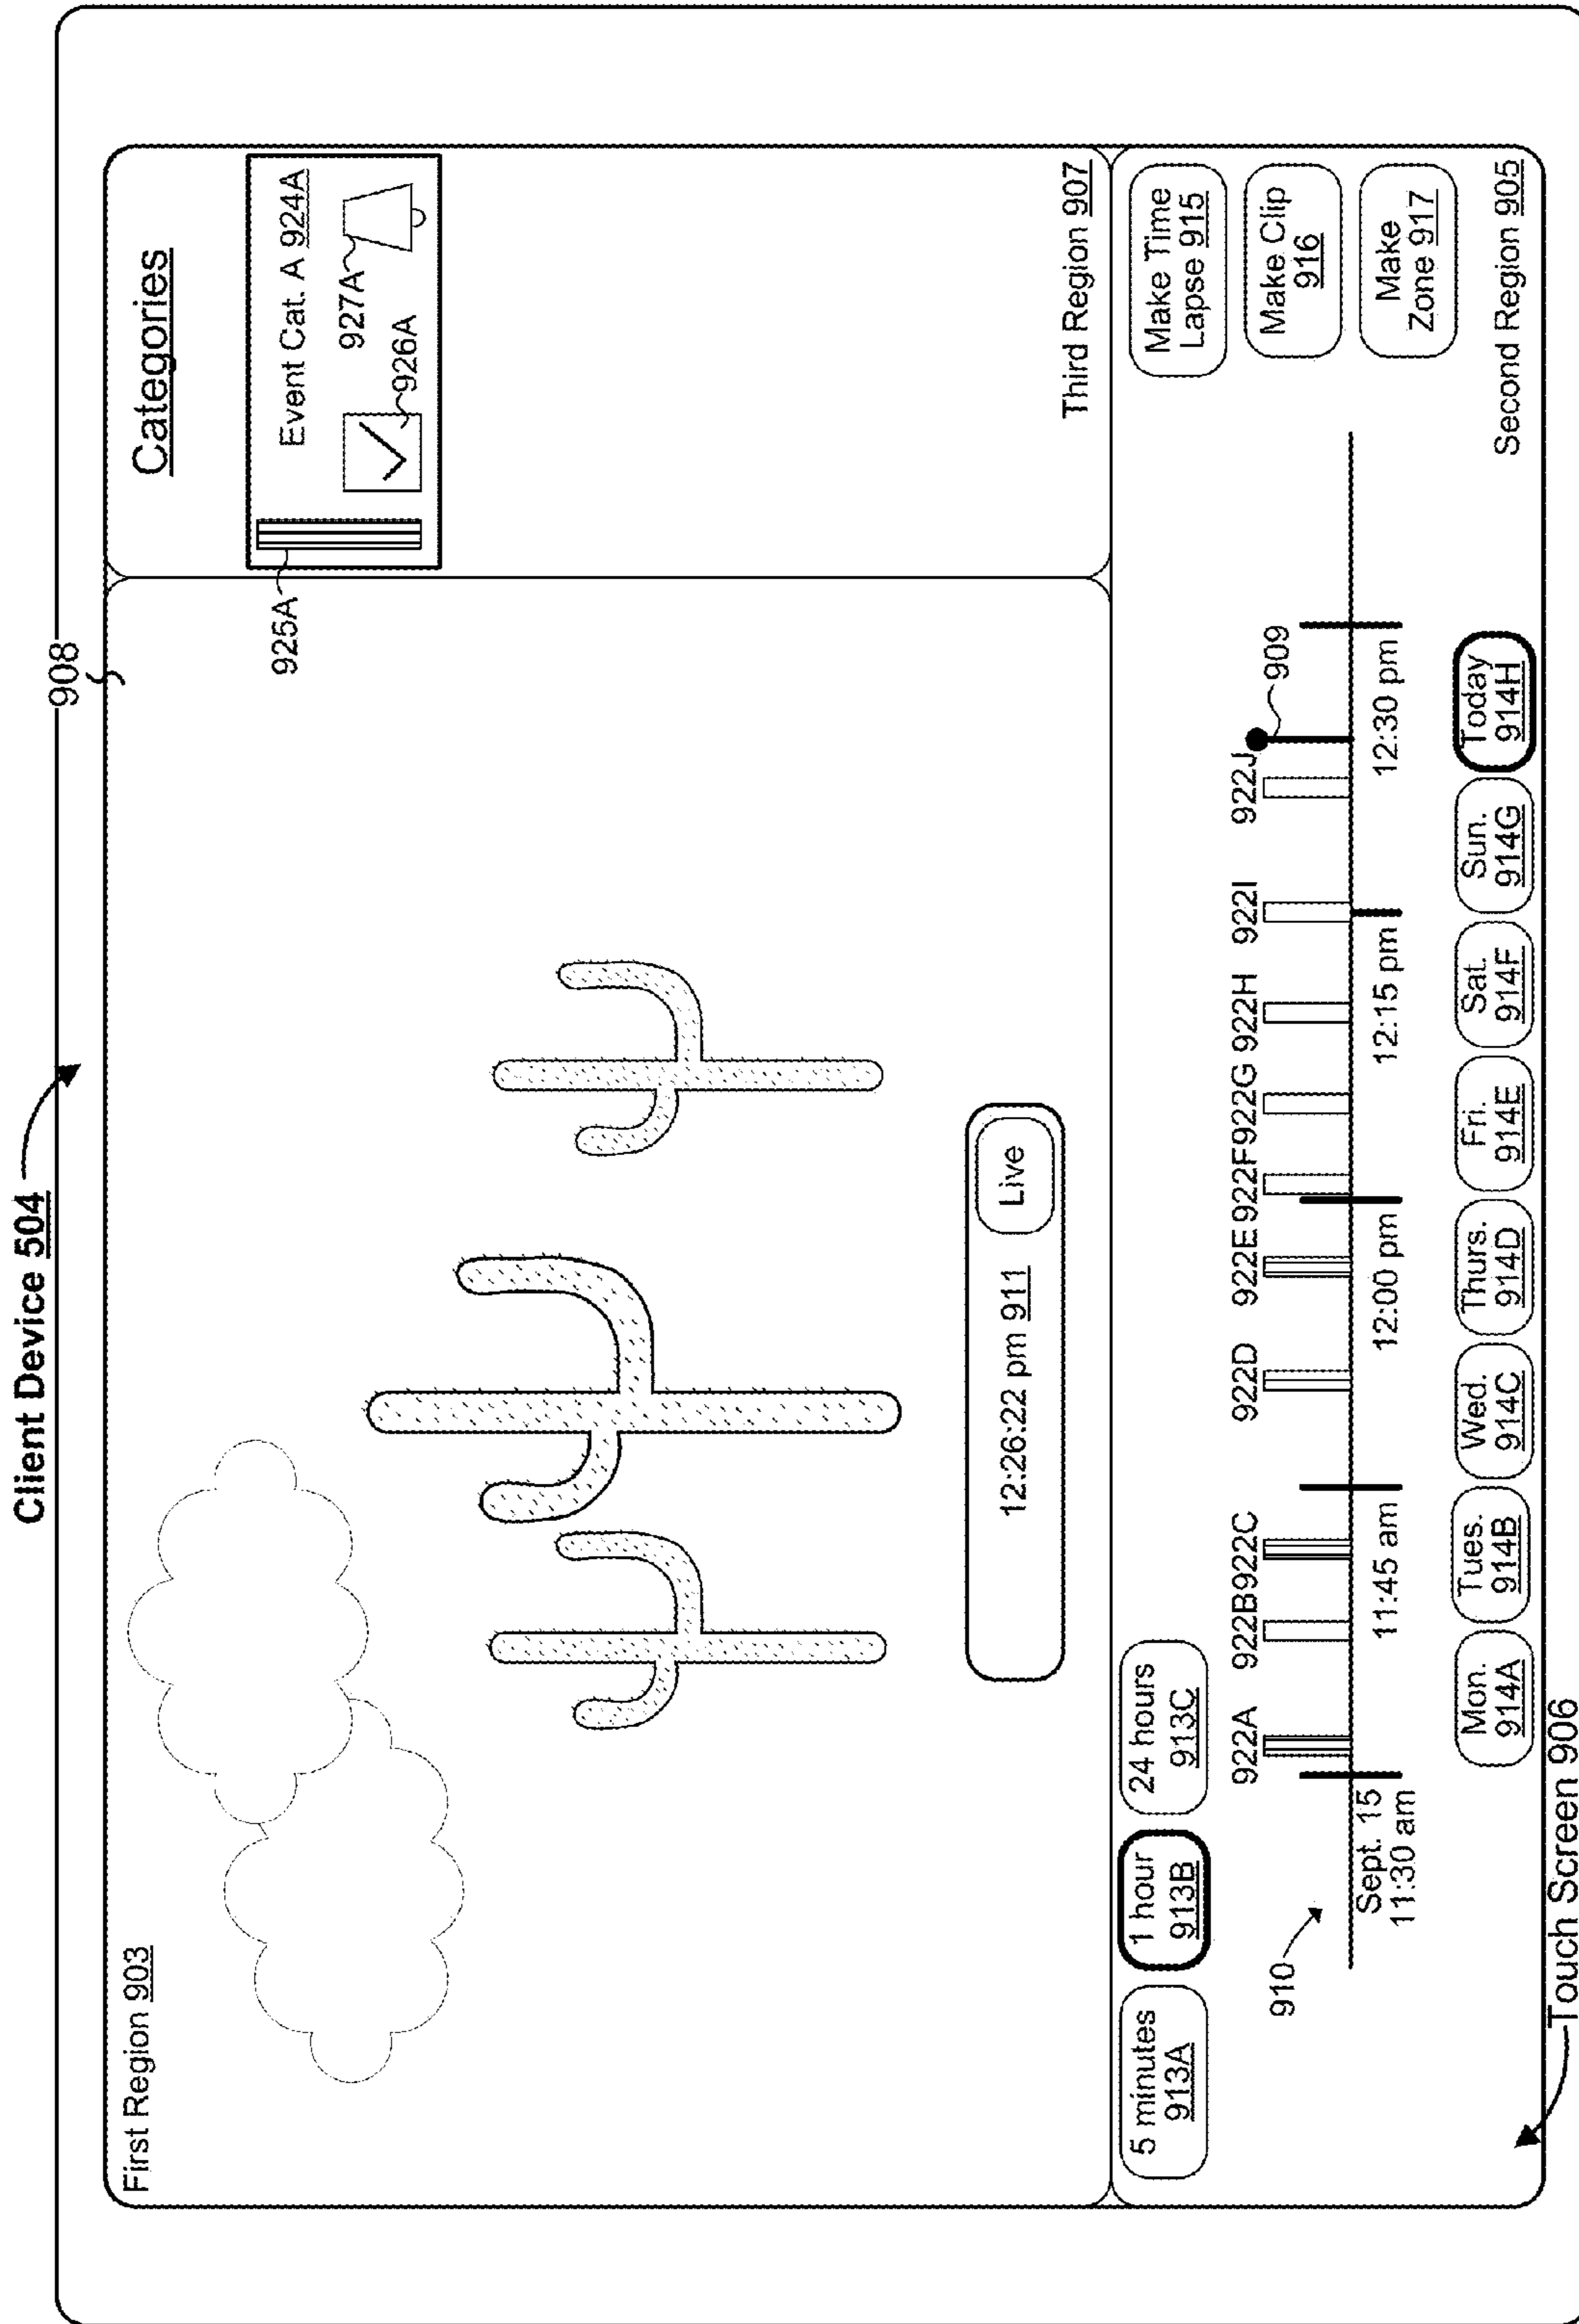 Client Device 504
908
First Region 903
Categories
925A
Event Cat. A 924A
927A
926A
12:26:22 pm 911
Live
Third Region 907
5 minutes
913A
1 hour
913B
24 hours
913C
Make Time
Lapse 915
Make Clip
916
Make
Zone 917
910
922A 922B 922C 922D 922E 922F 922G 922H 922I 922J
909
Sept. 15
11:30 am
11:45 am
12:00 pm
12:15 pm
12:30 pm
Mon.
914A
Tues.
914B
Wed.
914C
Thurs.
914D
Fri.
914E
Sat.
914F
Sun.
914G
Today
914H
Second Region 905
Touch Screen 906